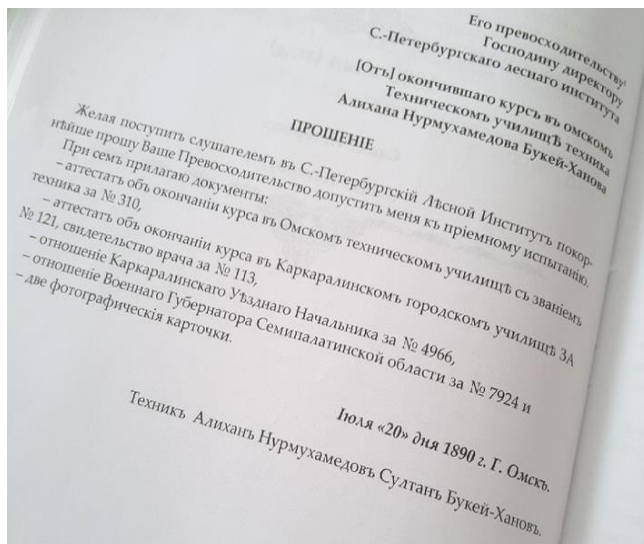 Его превосходительству¹
Господину директору
С.-Петербургскаго леснаго института
[Отъ] окончившаго курсъ въ омскомъ
Техническомъ училищѣ техника
Алихана Нурмухамедова Букей-Ханова
ПРОШЕНІЕ
Желая поступить слушателемъ въ С.-Петербургскій Лѣсной Институтъ покор-
нѣйше прошу Ваше Превосходительство допустить меня къ пріемному испытанію.
При семъ прилагаю документы:
– аттестатъ объ окончаніи курса въ Омскомъ техническомъ училищѣ съ званіемъ
техника за № 310,
– аттестатъ объ окончаніи курса въ Каркаралинскомъ городскомъ училищѣ ЗА
№ 121, свидетельство врача за № 113,
– отношеніе Каркаралинскаго Уѣзднаго Начальника за № 4966,
– отношеніе Военнаго Губернатора Семипалатинской области за № 7924 и
– две фотографическія карточки.
Іюля «20» дня 1890 г. Г. Омскъ.
Техникъ Алиханъ Нурмухамедовъ Султанъ Букей-Хановъ.